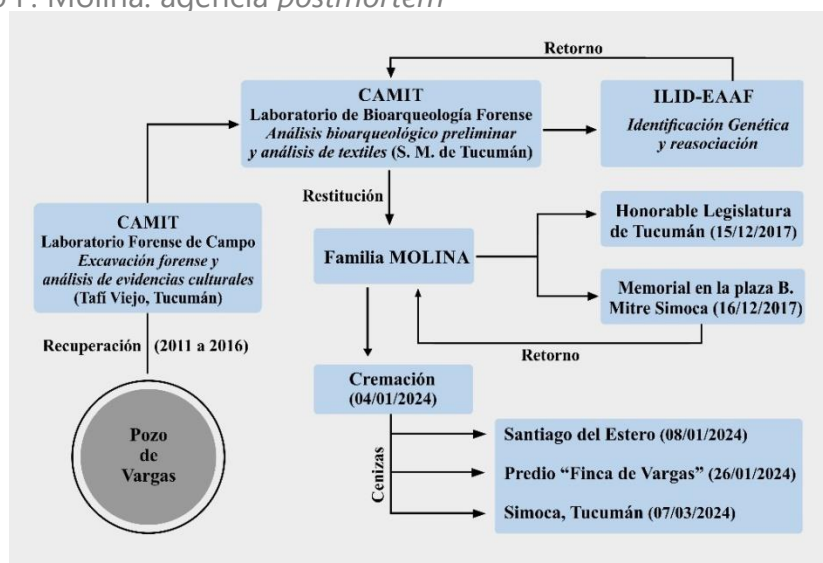 Molina: agencia postmortem
Retorno
CAMIT
Laboratorio de Bioarqueología Forense
Análisis bioarqueológico preliminar
y análisis de textiles (S. M. de Tucumán)
ILID-EAAF
Identificación Genética
y reasociación
Restitución
CAMIT
Laboratorio Forense de Campo
Excavación forense y
análisis de evidencias culturales
(Tafí Viejo, Tucumán)
Familia MOLINA
Honorable Legislatura
de Tucumán (15/12/2017)
Memorial en la plaza B.
Mitre Simoca (16/12/2017)
Retorno
Recuperación (2011 a 2016)
Pozo
de
Vargas
Cremación
(04/01/2024)
Cenizas
Santiago del Estero (08/01/2024)
Predio “Finca de Vargas” (26/01/2024)
Simoca, Tucumán (07/03/2024)